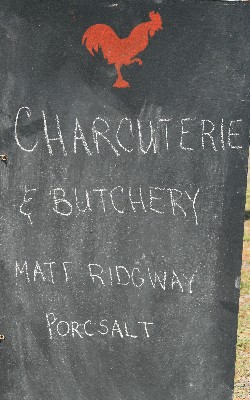 CHARCUTERIE
& BUTCHERY
MATT RIDGWAY
PORCSALT